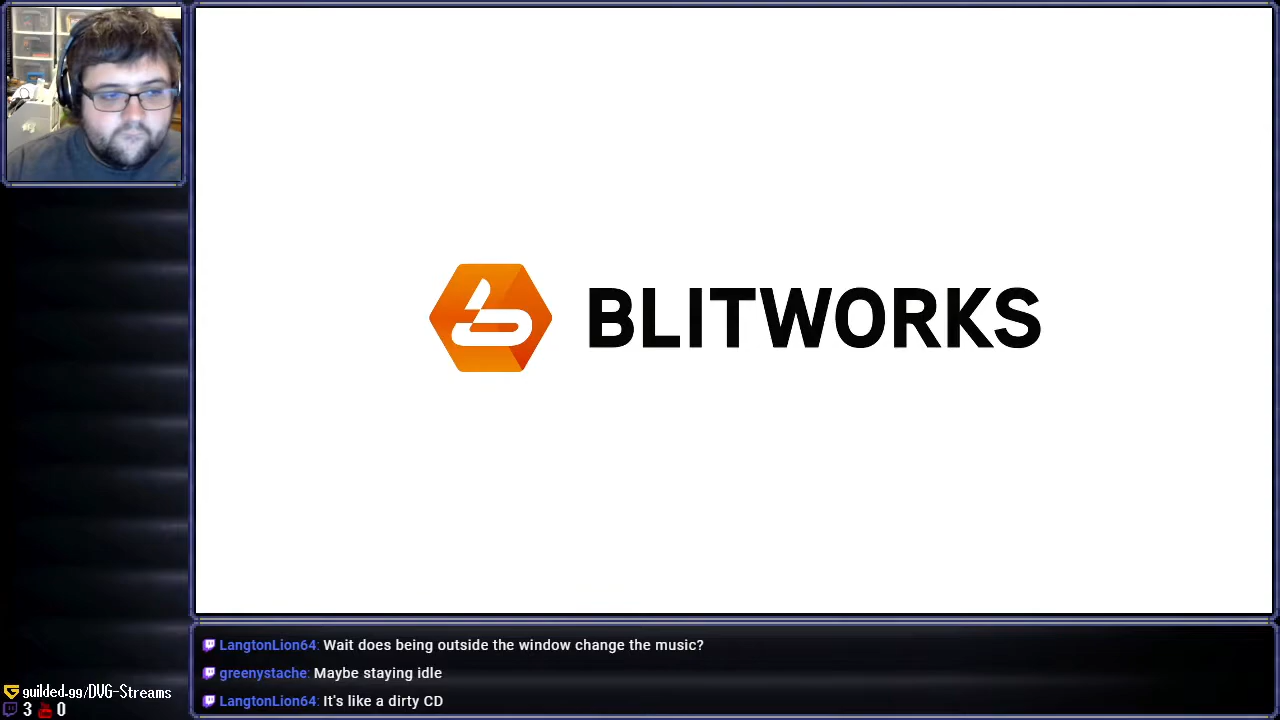 BLITWORKS
LangtonLion64: Wait does being outside the window change the music?
greenystache: Maybe staying idle
LangtonLion64: It's like a dirty CD
guilded.gg/DVG-Streams
3 0